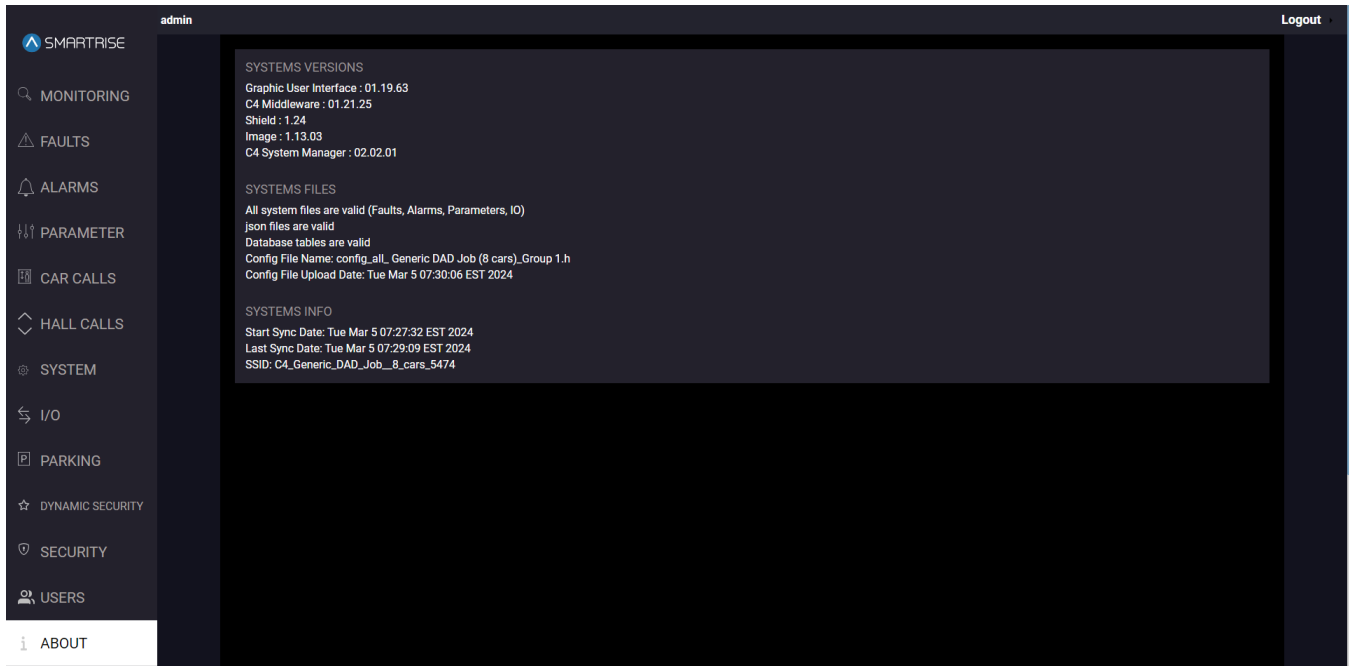 admin
Logout
SMARTRISE
MONITORING
FAULTS
ALARMS
PARAMETER
CAR CALLS
HALL CALLS
SYSTEM
I/O
PARKING
DYNAMIC SECURITY
SECURITY
USERS
ABOUT
SYSTEMS VERSIONS
Graphic User Interface : 01.19.63
C4 Middleware : 01.21.25
Shield : 1.24
Image : 1.13.03
C4 System Manager : 02.02.01
SYSTEMS FILES
All system files are valid (Faults, Alarms, Parameters, IO)
json files are valid
Database tables are valid
Config File Name: config_all_ Generic DAD Job (8 cars)_Group 1.h
Config File Upload Date: Tue Mar 5 07:30:06 EST 2024
SYSTEMS INFO
Start Sync Date: Tue Mar 5 07:27:32 EST 2024
Last Sync Date: Tue Mar 5 07:29:09 EST 2024
SSID: C4_Generic_DAD_Job__8_cars_5474